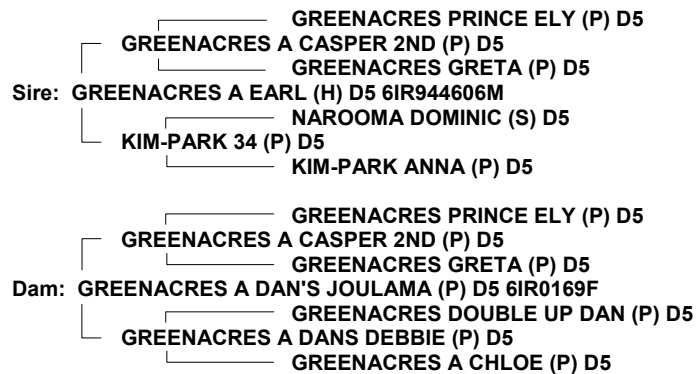 GREENACRES PRINCE ELY (P) D5
GREENACRES A CASPER 2ND (P) D5
GREENACRES GRETA (P) D5
Sire: GREENACRES A EARL (H) D5 6IR944606M
NAROOMA DOMINIC (S) D5
KIM-PARK 34 (P) D5
KIM-PARK ANNA (P) D5
GREENACRES PRINCE ELY (P) D5
GREENACRES A CASPER 2ND (P) D5
GREENACRES GRETA (P) D5
Dam: GREENACRES A DAN'S JOULAMA (P) D5 6IR0169F
GREENACRES DOUBLE UP DAN (P) D5
GREENACRES A DANS DEBBIE (P) D5
GREENACRES A CHLOE (P) D5